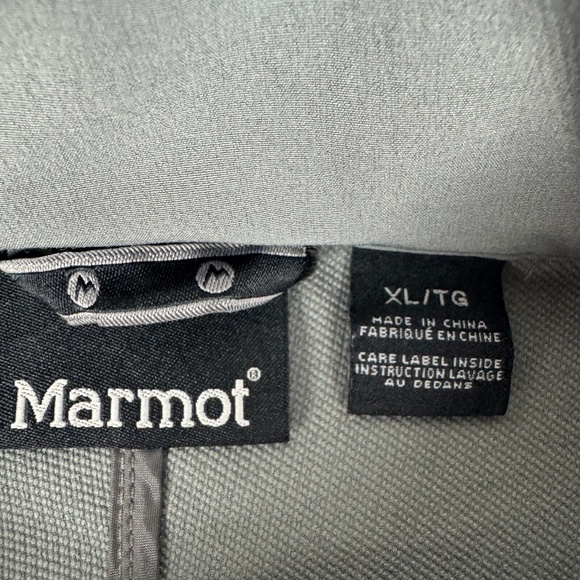 M M
Marmot®
XL/TG
MADE IN CHINA
FABRIQUÉ EN CHINE
CARE LABEL INSIDE
INSTRUCTION LAVAGE
AU DEDANS